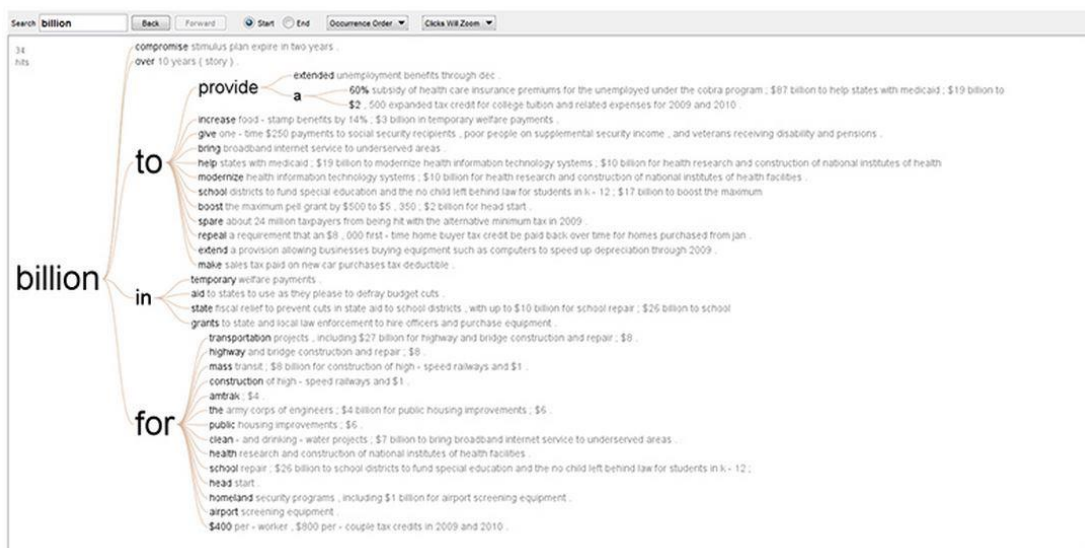 Search billion Back Forward Start End Occurrence Order Clicks Will Zoom
34
hits
compromise stimulus plan expire in two years .
over 10 years ( story ) .
provide
extended unemployment benefits through dec .
a
60% subsidy of health care insurance premiums for the unemployed under the cobra program ; $87 billion to help states with medicaid ; $19 billion to
$2 , 500 expanded tax credit for college tuition and related expenses for 2009 and 2010 .
to
increase food - stamp benefits by 14% ; $3 billion in temporary welfare payments .
give one - time $250 payments to social security recipients , poor people on supplemental security income , and veterans receiving disability and pensions .
bring broadband internet service to underserved areas .
help states with medicaid ; $19 billion to modernize health information technology systems ; $10 billion for health research and construction of national institutes of health
modernize health information technology systems ; $10 billion for health research and construction of national institutes of health facilities .
school districts to fund special education and the no child left behind law for students in k - 12 ; $17 billion to boost the maximum
boost the maximum pell grant by $500 to $5 , 350 ; $2 billion for head start .
spare about 24 million taxpayers from being hit with the alternative minimum tax in 2009 .
repeal a requirement that an $8 , 000 first - time home buyer tax credit be paid back over time for homes purchased from jan .
extend a provision allowing businesses buying equipment such as computers to speed up depreciation through 2009 .
make sales tax paid on new car purchases tax deductible .
billion
in
temporary welfare payments .
aid to states to use as they please to defray budget cuts .
state fiscal relief to prevent cuts in state aid to school districts , with up to $10 billion for school repair ; $26 billion to school
grants to state and local law enforcement to hire officers and purchase equipment .
for
transportation projects , including $27 billion for highway and bridge construction and repair ; $8 .
highway and bridge construction and repair ; $8 .
mass transit ; $8 billion for construction of high - speed railways and $1 .
construction of high - speed railways and $1 .
amtrak ; $4 .
the army corps of engineers ; $4 billion for public housing improvements ; $6 .
public housing improvements ; $6 .
clean - and drinking - water projects ; $7 billion to bring broadband internet service to underserved areas .
health research and construction of national institutes of health facilities .
school repair ; $26 billion to school districts to fund special education and the no child left behind law for students in k - 12 ;
head start .
homeland security programs , including $1 billion for airport screening equipment .
airport screening equipment .
$400 per - worker , $800 per - couple tax credits in 2009 and 2010 .